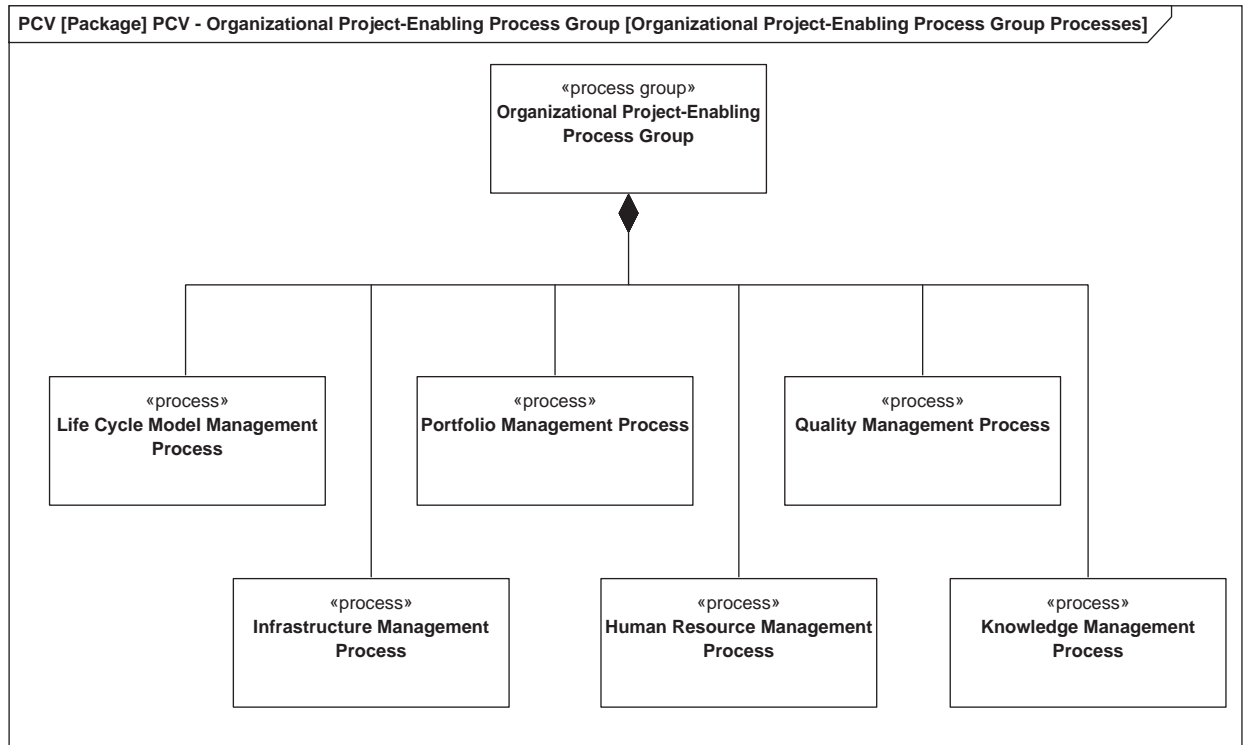 PCV [Package] PCV - Organizational Project-Enabling Process Group [Organizational Project-Enabling Process Group Processes]
«process group»
Organizational Project-Enabling
Process Group
«process»
Life Cycle Model Management
Process
«process»
Portfolio Management Process
«process»
Quality Management Process
«process»
Infrastructure Management
Process
«process»
Human Resource Management
Process
«process»
Knowledge Management
Process